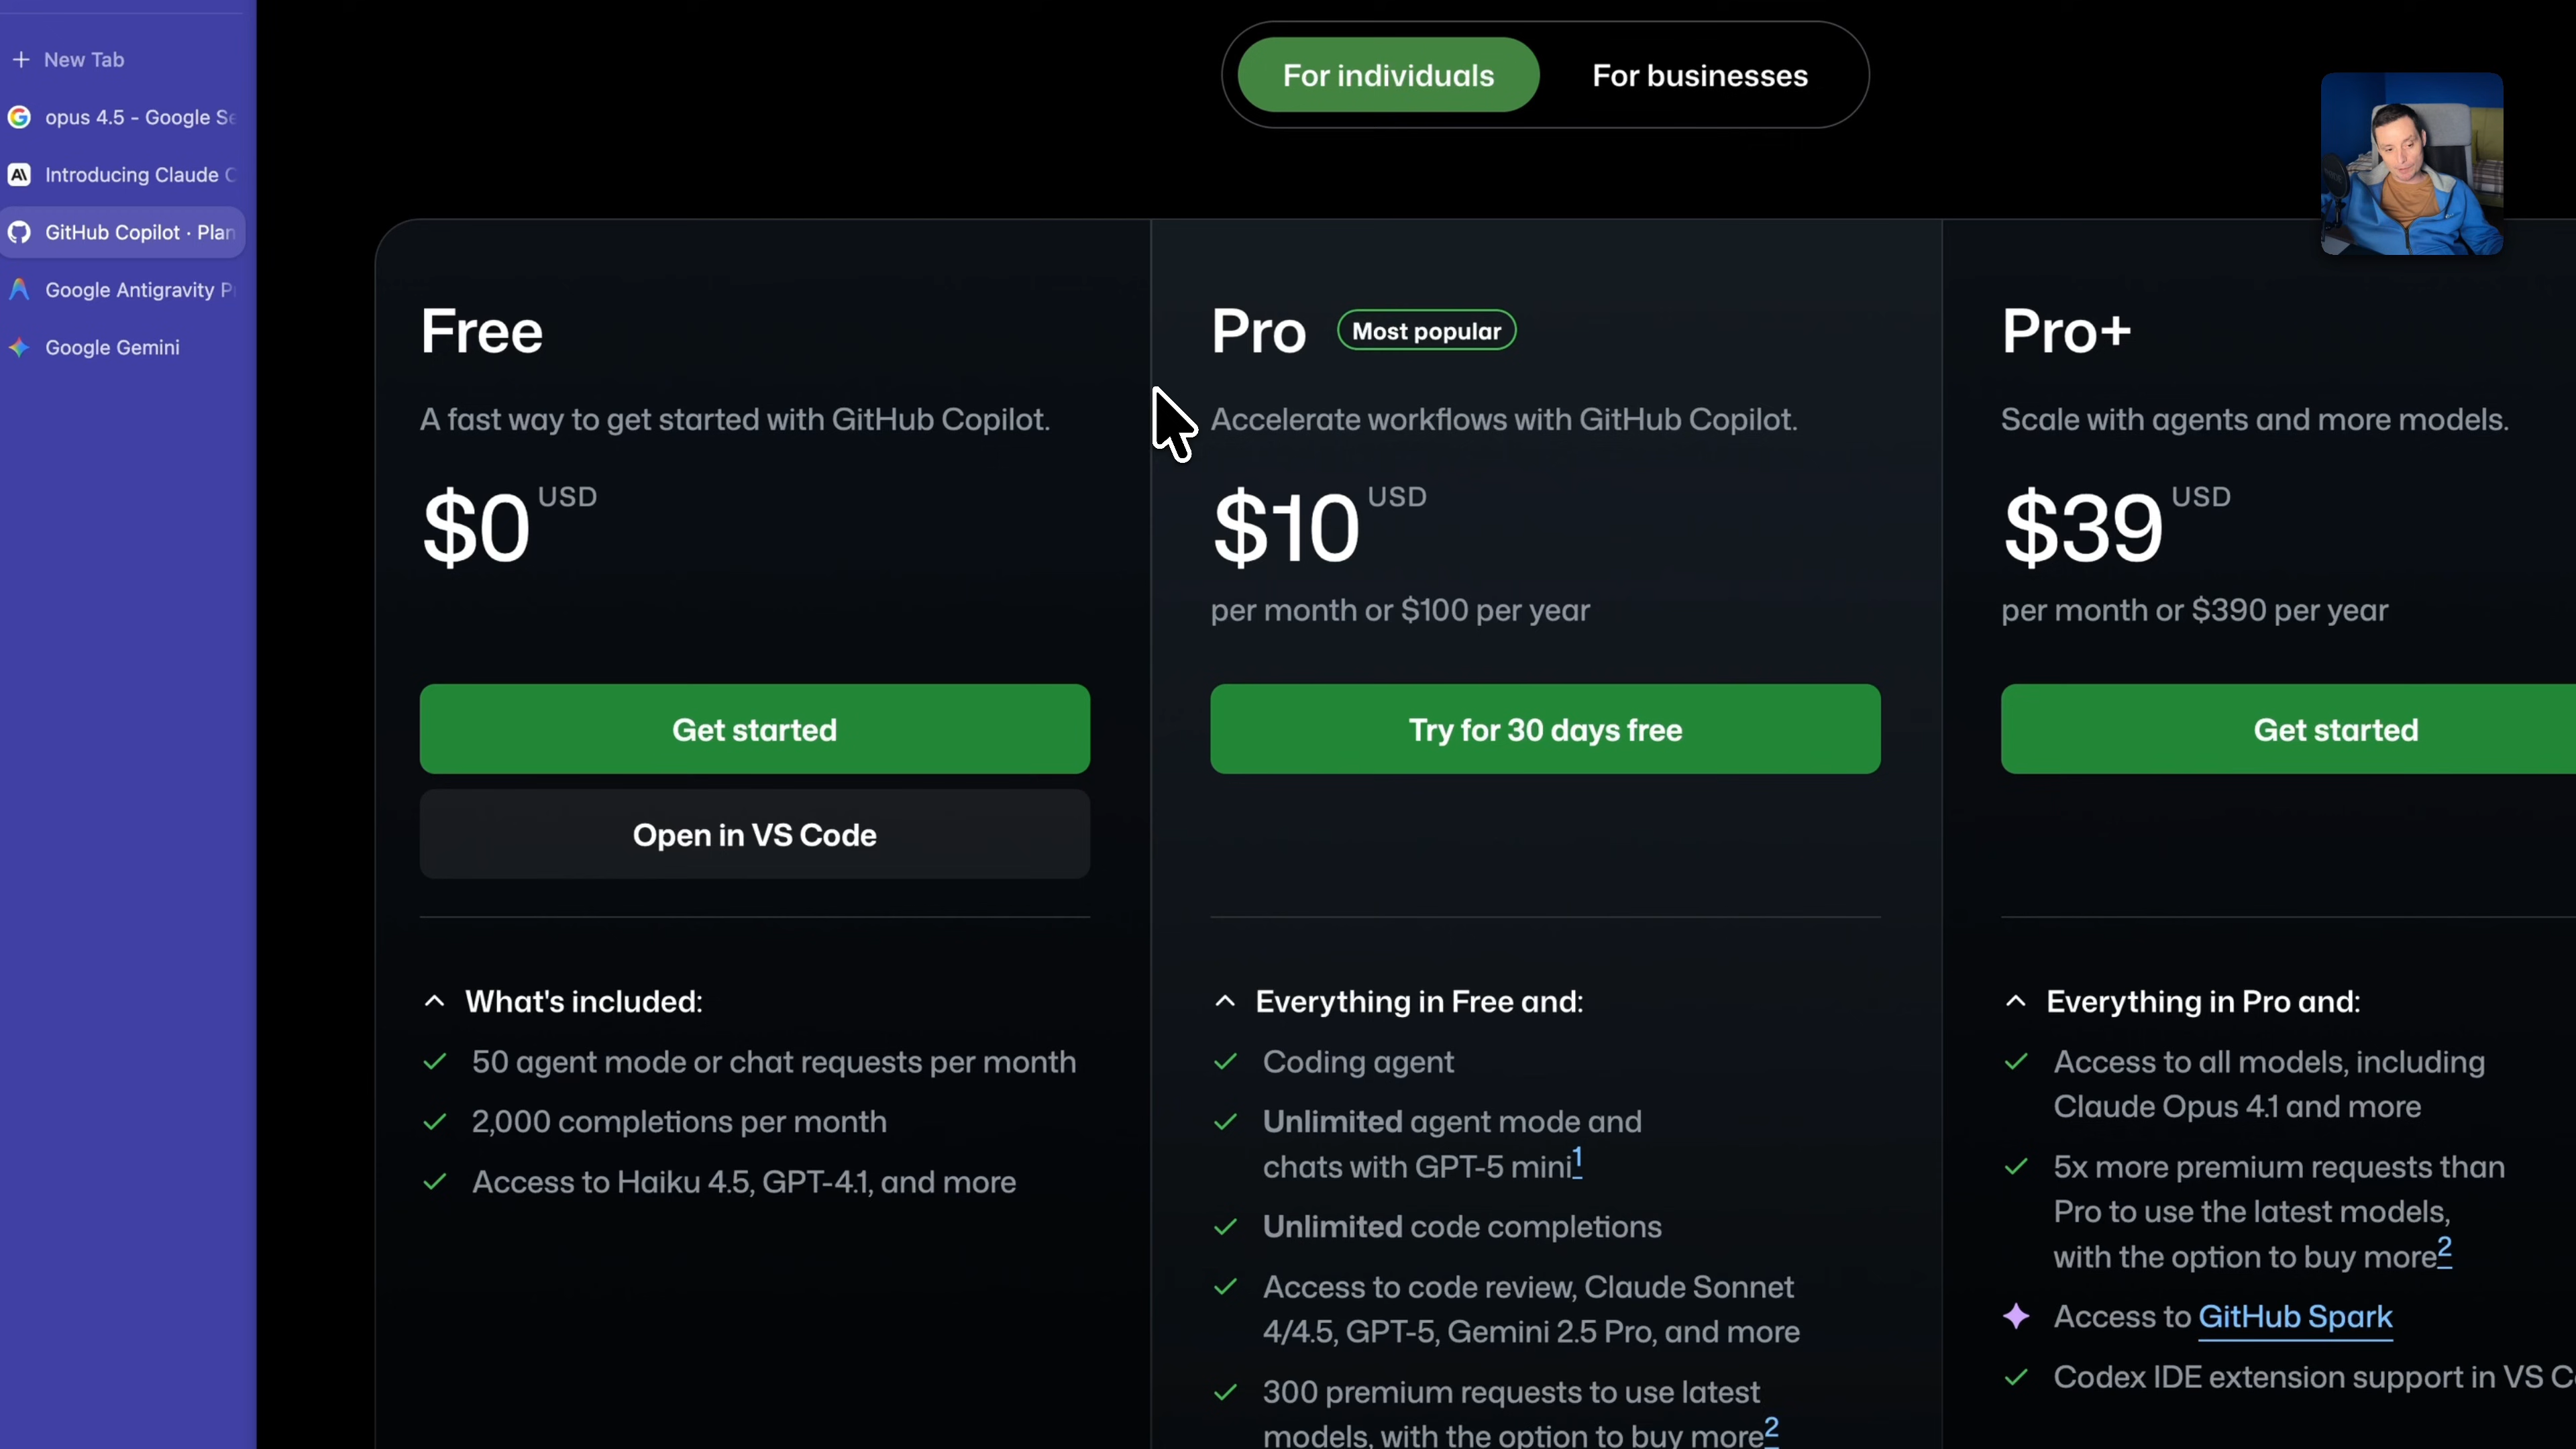 New Tab
opus 4.5 - Google Se
Introducing Claude
GitHub Copilot · Plan
Google Antigravity
Google Gemini
For individuals
For businesses
Free
A fast way to get started with GitHub Copilot.
$0 USD
Get started
Open in VS Code
What's included:
50 agent mode or chat requests per month
2,000 completions per month
Access to Haiku 4.5, GPT-4.1, and more
Pro
Most popular
Accelerate workflows with GitHub Copilot.
$10 USD
per month or $100 per year
Try for 30 days free
Everything in Free and:
Coding agent
Unlimited agent mode and
chats with GPT-5 mini1
Unlimited code completions
Access to code review, Claude Sonnet
4/4.5, GPT-5, Gemini 2.5 Pro, and more
300 premium requests to use latest
models, with the option to buy more2
Pro+
Scale with agents and more models.
$39 USD
per month or $390 per year
Get started
Everything in Pro and:
Access to all models, including
Claude Opus 4.1 and more
5x more premium requests than
Pro to use the latest models,
with the option to buy more2
Access to GitHub Spark
Codex IDE extension support in VS